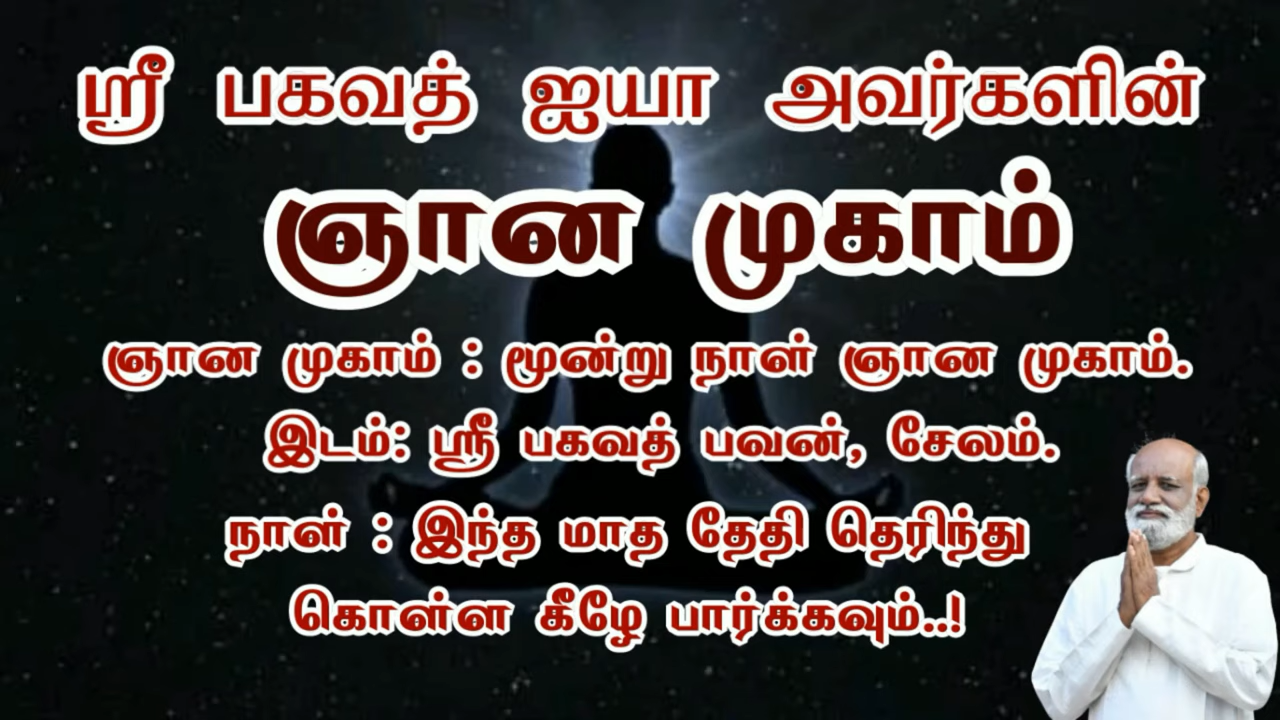 ஸ்ரீ பகவத் ஐயா அவர்களின்
ஞான முகாம்
ஞான முகாம் : மூன்று நாள் ஞான முகாம்.
இடம்: ஸ்ரீ பகவத் பவன், சேலம்.
நாள் : இந்த மாத தேதி தெரிந்து
கொள்ள கீழே பார்க்கவும்..!